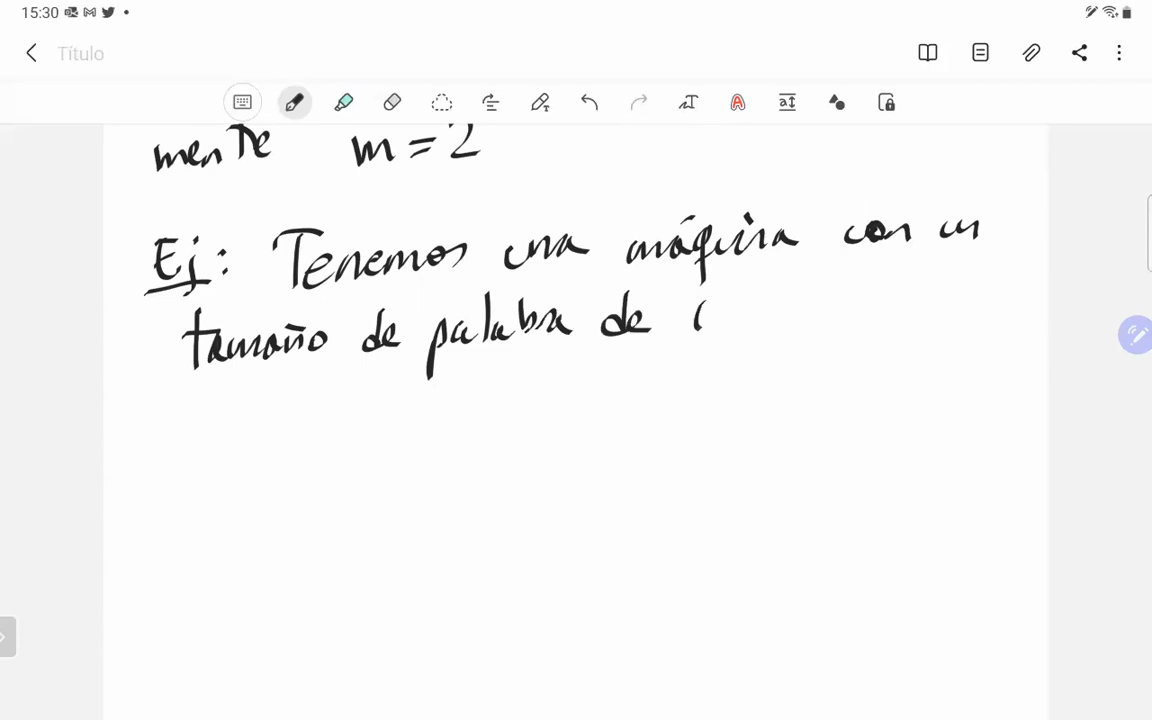 15:30
Título
mente m = 2
Ej: Tenemos una máquina con un
tamaño de palabra de